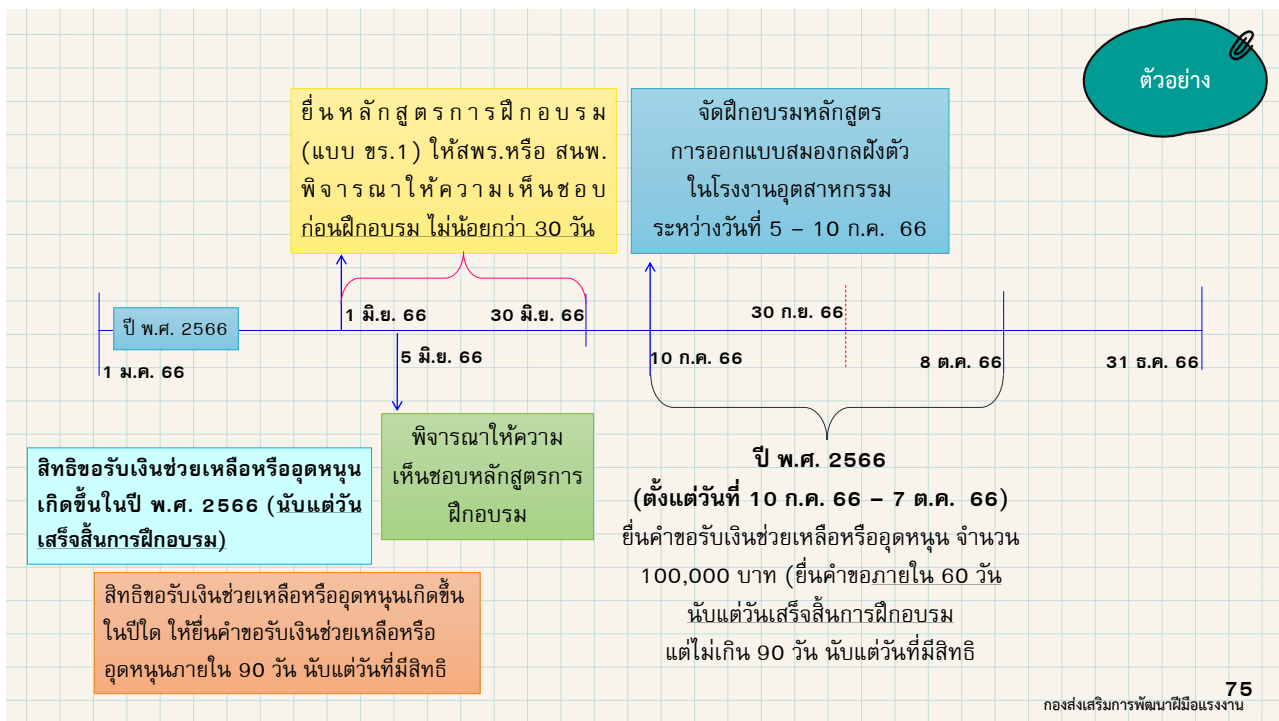 ตัวอย่าง
ยื่นหลักสูตรการฝึกอบรม
(แบบ ขร.1) ให้สพร.หรือ สนพ.
พิจารณาให้ความเห็นชอบ
ก่อนฝึกอบรม ไม่น้อยกว่า 30 วัน
จัดฝึกอบรมหลักสูตร
การออกแบบสมองกลฝังตัว
ในโรงงานอุตสาหกรรม
ระหว่างวันที่ 5 – 10 ก.ค. 66
ปี พ.ศ. 2566
1 ม.ค. 66
1 มิ.ย. 66
30 มิ.ย. 66
5 มิ.ย. 66
10 ก.ค. 66
30 ก.ย. 66
8 ต.ค. 66
31 ธ.ค. 66
พิจารณาให้ความ
เห็นชอบหลักสูตรการ
ฝึกอบรม
สิทธิขอรับเงินช่วยเหลือหรืออุดหนุน
เกิดขึ้นในปี พ.ศ. 2566 (นับแต่วัน
เสร็จสิ้นการฝึกอบรม)
สิทธิขอรับเงินช่วยเหลือหรืออุดหนุนเกิดขึ้น
ในปีใด ให้ยื่นคำขอรับเงินช่วยเหลือหรือ
อุดหนุนภายใน 90 วัน นับแต่วันที่มีสิทธิ
ปี พ.ศ. 2566
(ตั้งแต่วันที่ 10 ก.ค. 66 – 7 ต.ค. 66)
ยื่นคำขอรับเงินช่วยเหลือหรืออุดหนุน จำนวน
100,000 บาท (ยื่นคำขอภายใน 60 วัน
นับแต่วันเสร็จสิ้นการฝึกอบรม
แต่ไม่เกิน 90 วัน นับแต่วันที่มีสิทธิ
75
กองส่งเสริมการพัฒนาฝีมือแรงงาน